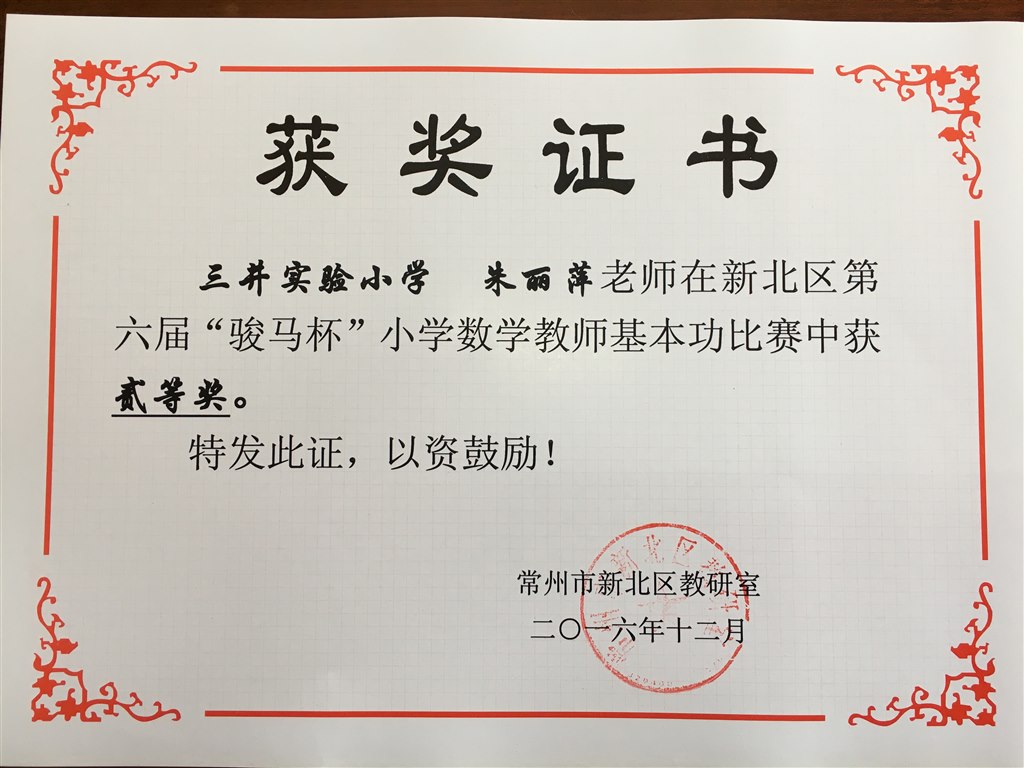 获奖证书
三井实验小学 朱丽萍老师在新北区第
六届“骏马杯”小学数学教师基本功比赛中获
贰等奖。
特发此证，以资鼓励！
常州市新北区教研室
二〇一六年十二月